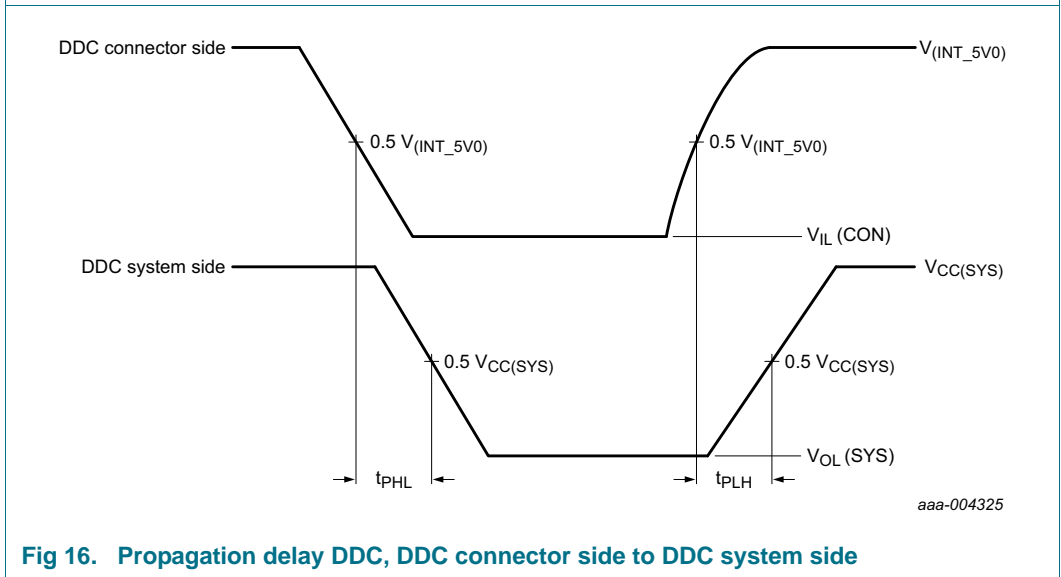 DDC connector side
V(INT_5V0)
0.5 V(INT_5V0)
0.5 V(INT_5V0)
VIL (CON)
DDC system side
VCC(SYS)
0.5 VCC(SYS)
0.5 VCC(SYS)
VOL (SYS)
tPHL
tPLH
aaa-004325
Fig 16. Propagation delay DDC, DDC connector side to DDC system side